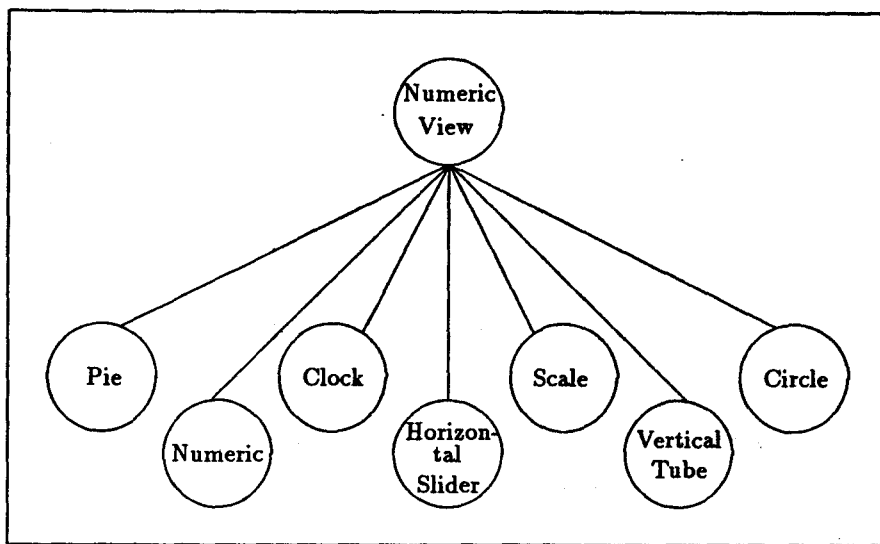 Numeric
View
Pie
Clock
Scale
Circle
Numeric
Horizon-
tal
Slider
Vertical
Tube